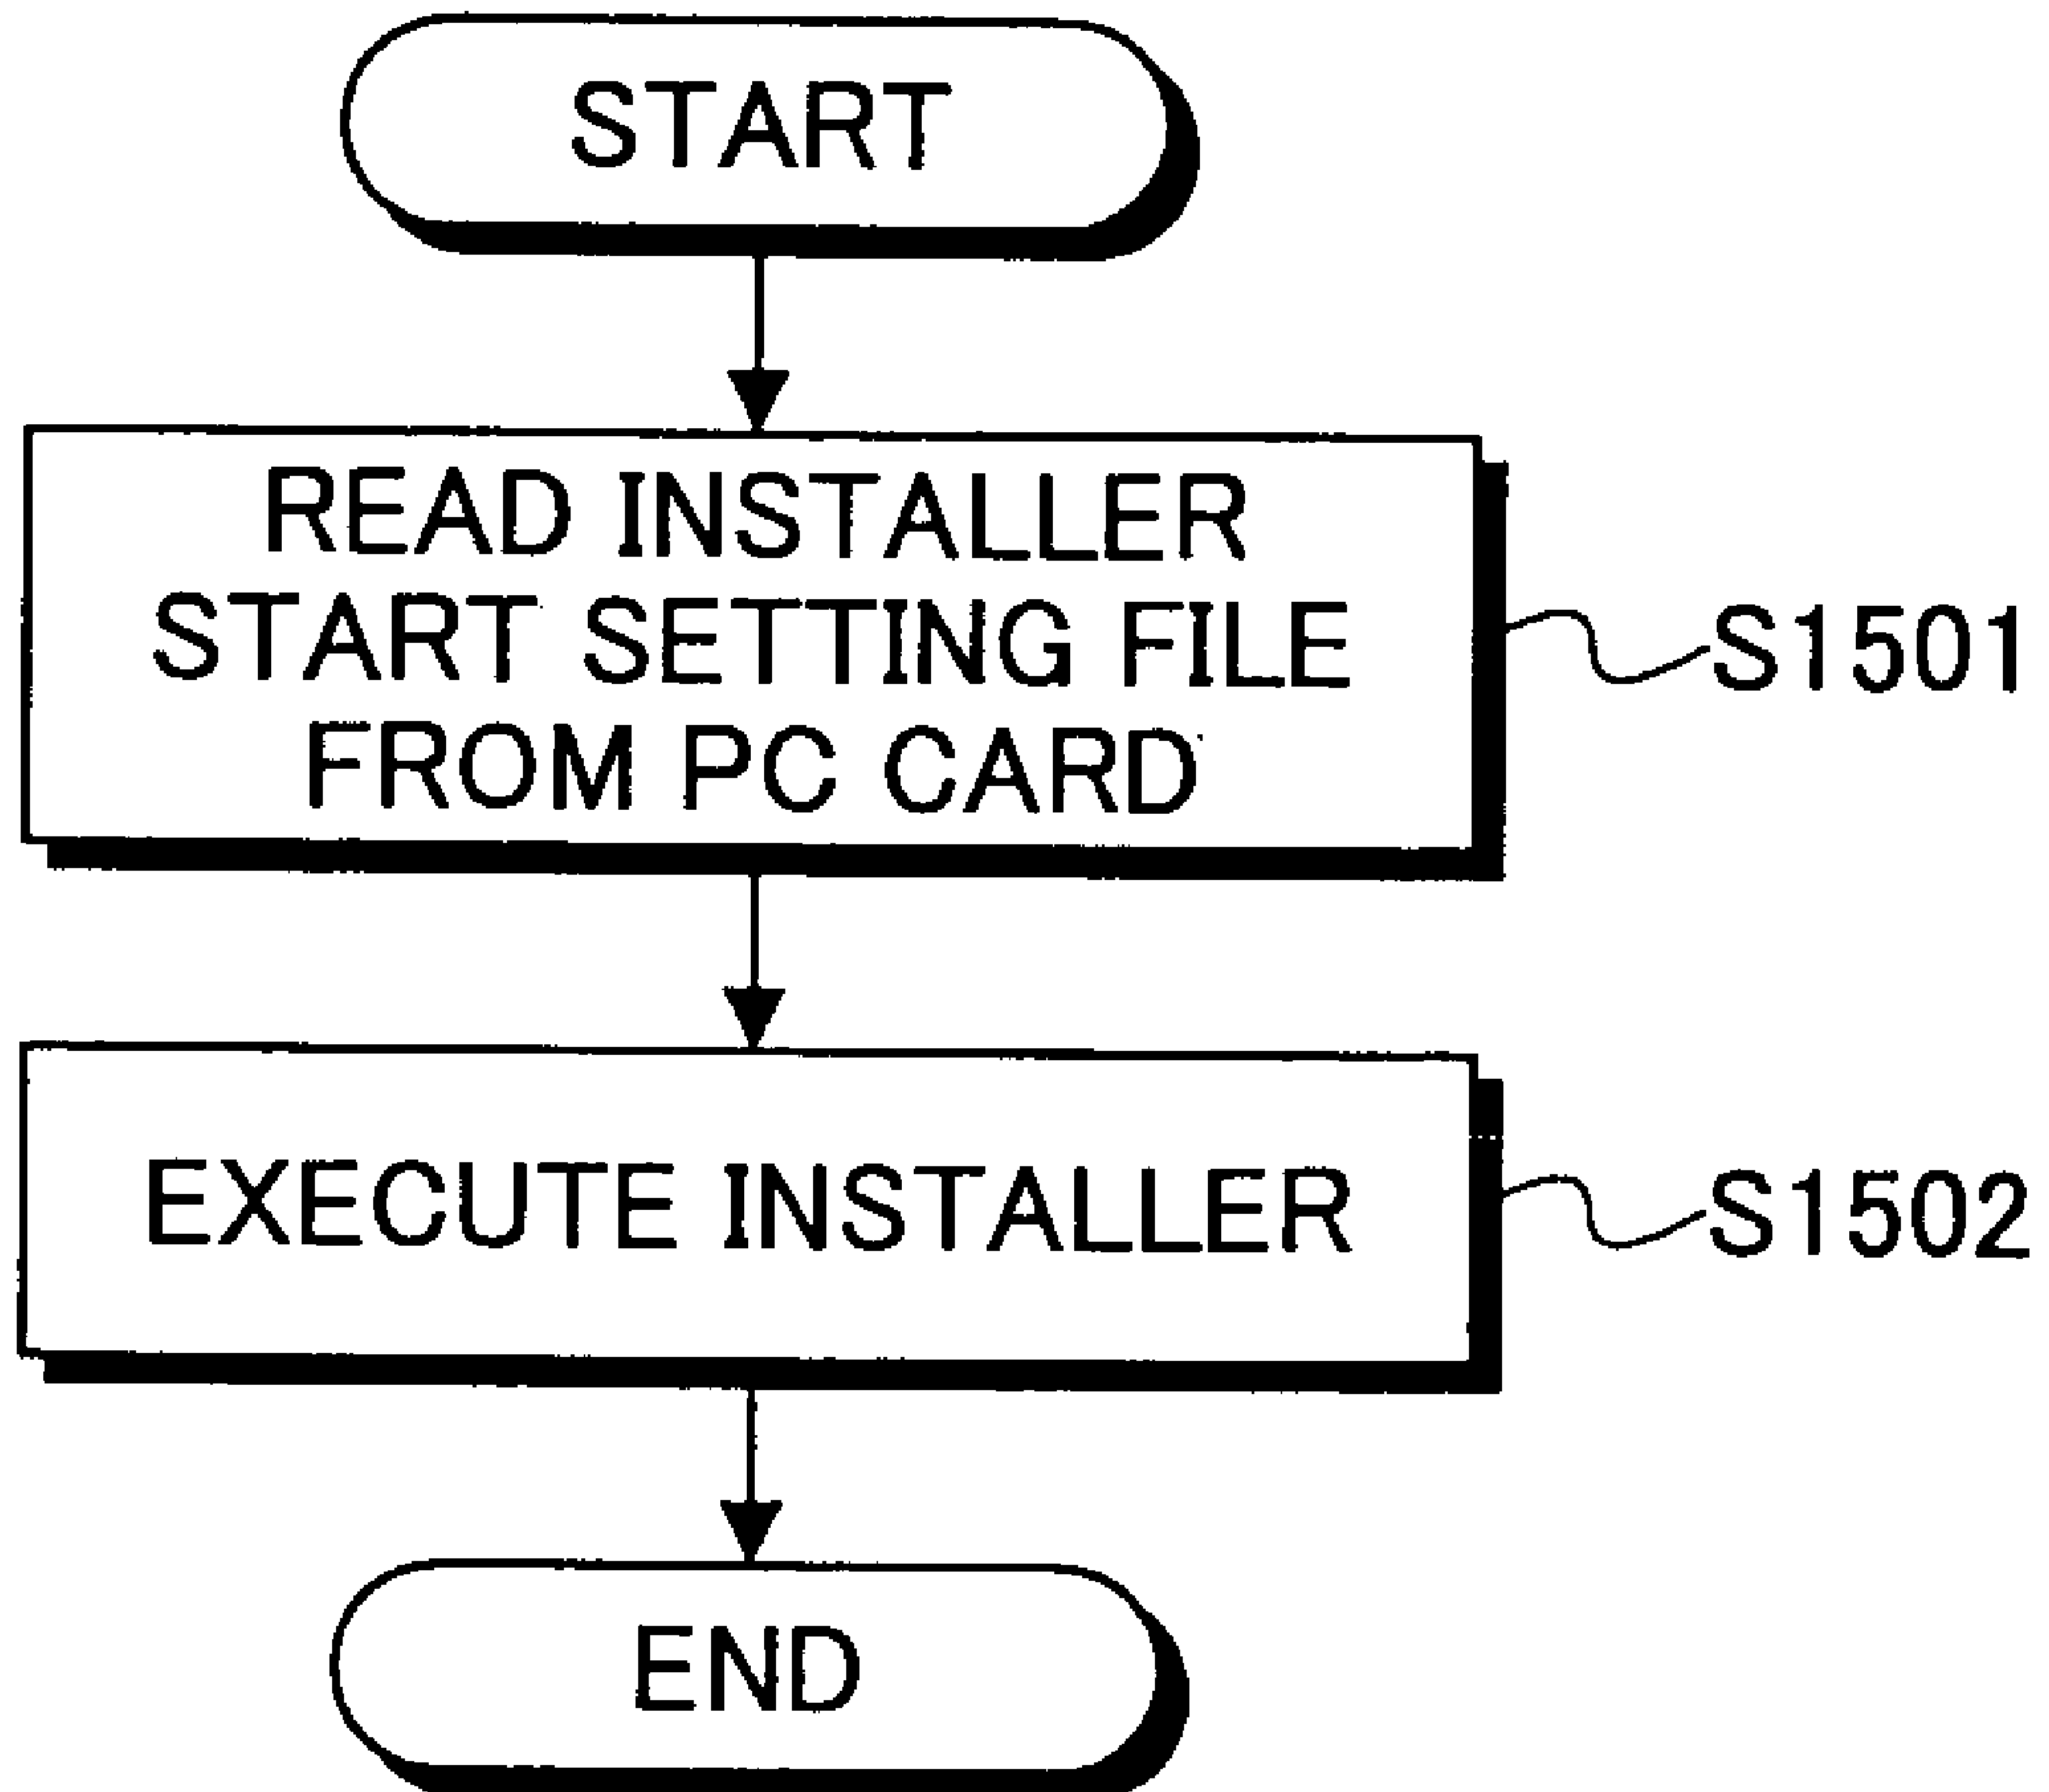 START
READ INSTALLER
START SETTING FILE
FROM PC CARD
S1501
EXECUTE INSTALLER
S1502
END